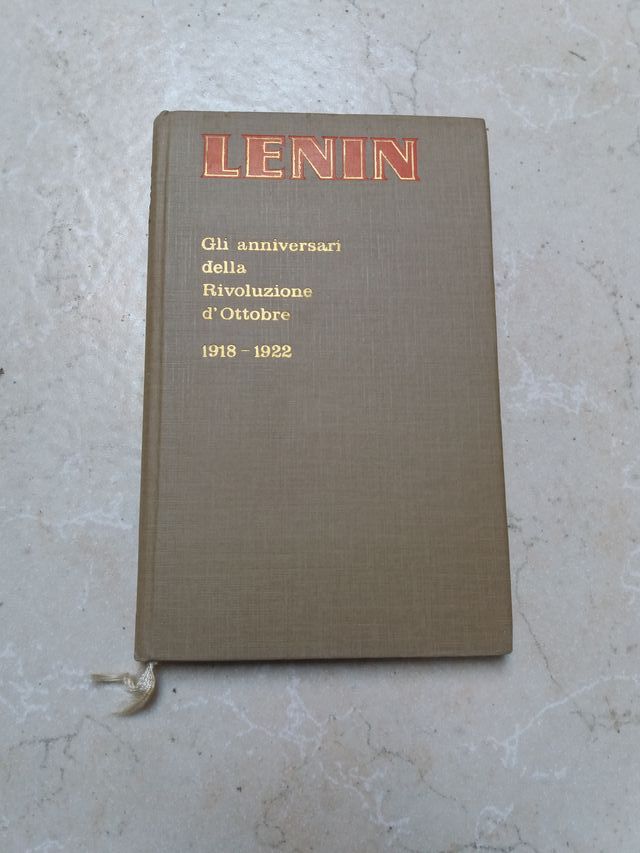 LENIN
Gli anniversari
della
Rivoluzione
d'Ottobre
1918 - 1922